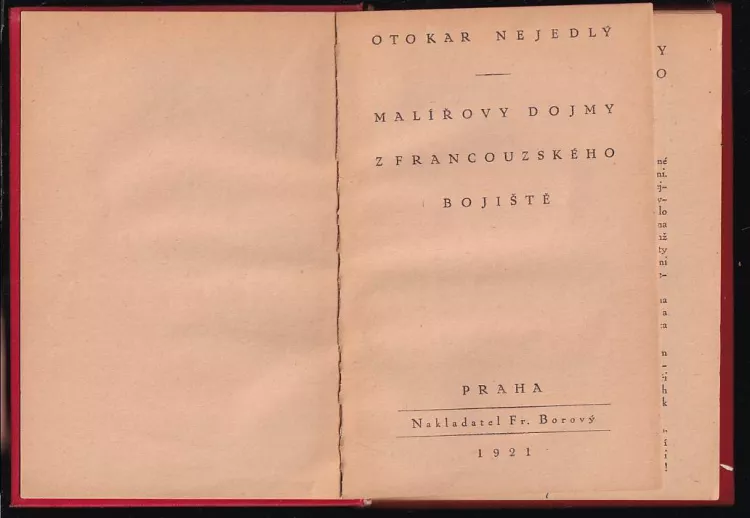 OTOKAR NEJEDLÝ
MALÍŘOVY DOJMY
Z FRANCOUZSKÉHO
BOJIŠTĚ
PRAHA
Nakladatel Fr. Borový
1921